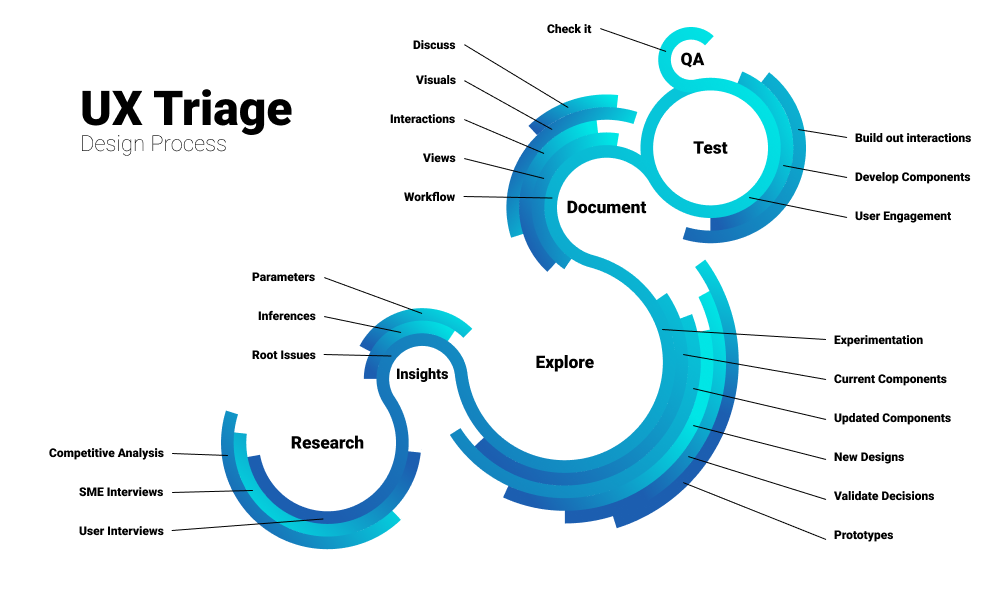 UX Triage
Design Process
Check it
QA
Discuss
Visuals
Interactions
Views
Workflow
Document
Test
Build out interactions
Develop Components
User Engagement
Parameters
Inferences
Root Issues
Insights
Explore
Experimentation
Current Components
Updated Components
New Designs
Validate Decisions
Prototypes
Research
Competitive Analysis
SME Interviews
User Interviews